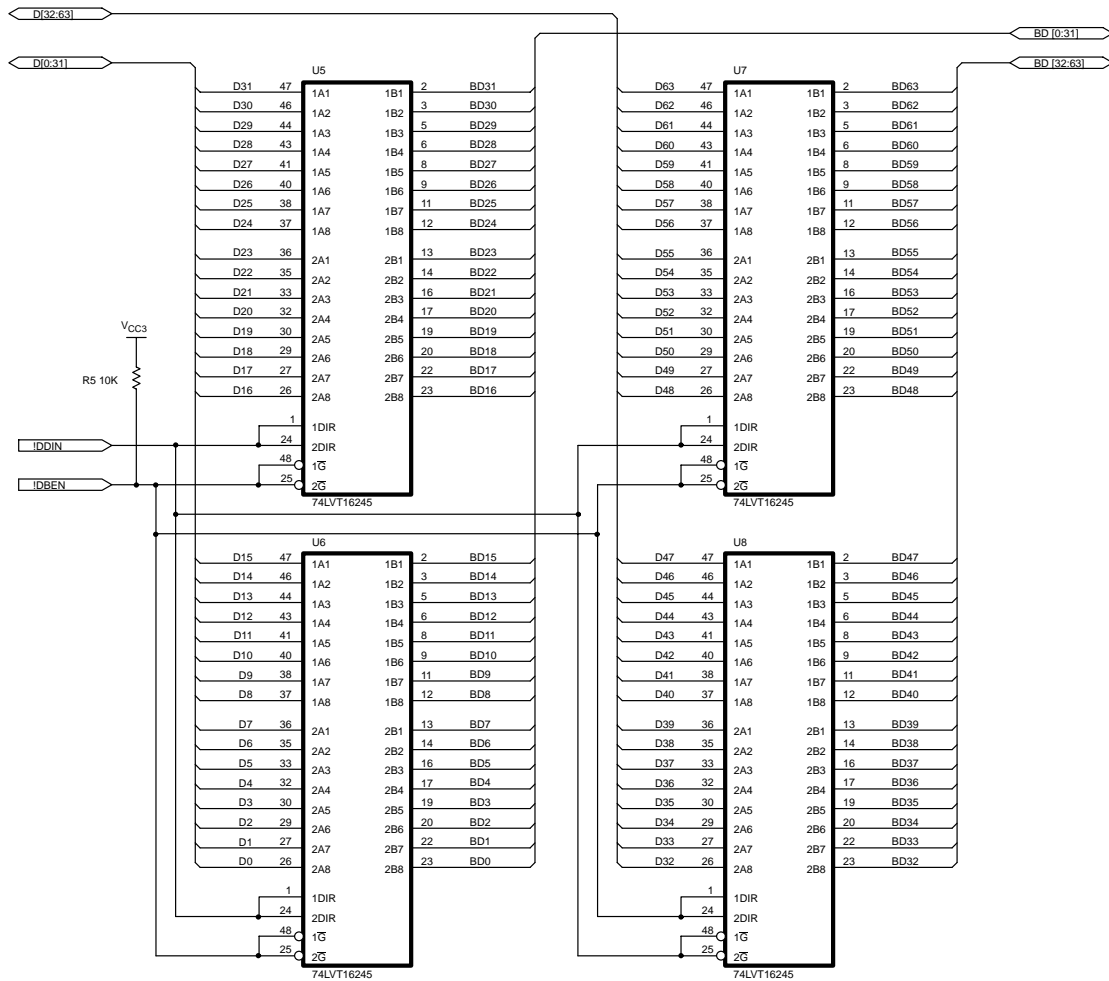 D[32:63]
BD [0:31]
D[0:31]
BD [32:63]
U5
D31 47 1A1 1B1 2 BD31
D30 46 1A2 1B2 3 BD30
D29 44 1A3 1B3 5 BD29
D28 43 1A4 1B4 6 BD28
D27 41 1A5 1B5 8 BD27
D26 40 1A6 1B6 9 BD26
D25 38 1A7 1B7 11 BD25
D24 37 1A8 1B8 12 BD24
D23 36 2A1 2B1 13 BD23
D22 35 2A2 2B2 14 BD22
D21 33 2A3 2B3 16 BD21
D20 32 2A4 2B4 17 BD20
D19 30 2A5 2B5 19 BD19
D18 29 2A6 2B6 20 BD18
D17 27 2A7 2B7 22 BD17
D16 26 2A8 2B8 23 BD16
1 1DIR
24 2DIR
48 1G̅
25 2G̅
74LVT16245
VCC3
R5 10K
!DDIN
!DBEN
U7
D63 47 1A1 1B1 2 BD63
D62 46 1A2 1B2 3 BD62
D61 44 1A3 1B3 5 BD61
D60 43 1A4 1B4 6 BD60
D59 41 1A5 1B5 8 BD59
D58 40 1A6 1B6 9 BD58
D57 38 1A7 1B7 11 BD57
D56 37 1A8 1B8 12 BD56
D55 36 2A1 2B1 13 BD55
D54 35 2A2 2B2 14 BD54
D53 33 2A3 2B3 16 BD53
D52 32 2A4 2B4 17 BD52
D51 30 2A5 2B5 19 BD51
D50 29 2A6 2B6 20 BD50
D49 27 2A7 2B7 22 BD49
D48 26 2A8 2B8 23 BD48
1 1DIR
24 2DIR
48 1G̅
25 2G̅
74LVT16245
U6
D15 47 1A1 1B1 2 BD15
D14 46 1A2 1B2 3 BD14
D13 44 1A3 1B3 5 BD13
D12 43 1A4 1B4 6 BD12
D11 41 1A5 1B5 8 BD11
D10 40 1A6 1B6 9 BD10
D9 38 1A7 1B7 11 BD9
D8 37 1A8 1B8 12 BD8
D7 36 2A1 2B1 13 BD7
D6 35 2A2 2B2 14 BD6
D5 33 2A3 2B3 16 BD5
D4 32 2A4 2B4 17 BD4
D3 30 2A5 2B5 19 BD3
D2 29 2A6 2B6 20 BD2
D1 27 2A7 2B7 22 BD1
D0 26 2A8 2B8 23 BD0
1 1DIR
24 2DIR
48 1G̅
25 2G̅
74LVT16245
U8
D47 47 1A1 1B1 2 BD47
D46 46 1A2 1B2 3 BD46
D45 44 1A3 1B3 5 BD45
D44 43 1A4 1B4 6 BD44
D43 41 1A5 1B5 8 BD43
D42 40 1A6 1B6 9 BD42
D41 38 1A7 1B7 11 BD41
D40 37 1A8 1B8 12 BD40
D39 36 2A1 2B1 13 BD39
D38 35 2A2 2B2 14 BD38
D37 33 2A3 2B3 16 BD37
D36 32 2A4 2B4 17 BD36
D35 30 2A5 2B5 19 BD35
D34 29 2A6 2B6 20 BD34
D33 27 2A7 2B7 22 BD33
D32 26 2A8 2B8 23 BD32
1 1DIR
24 2DIR
48 1G̅
25 2G̅
74LVT16245